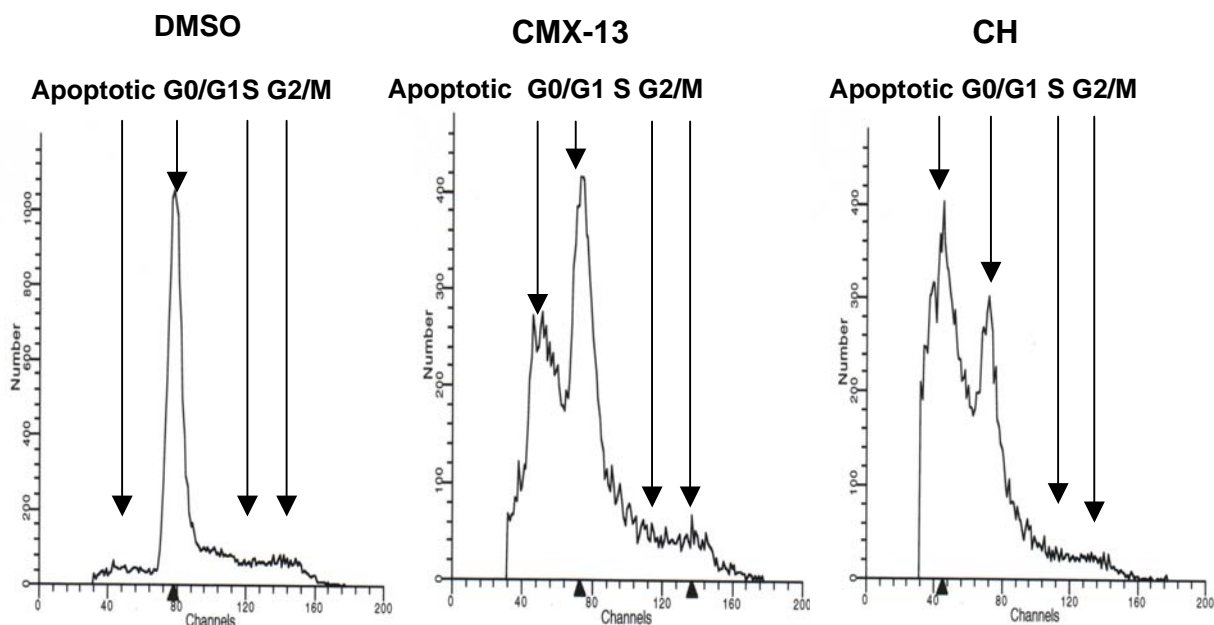 DMSO
CMX-13
CH
Apoptotic G0/G1S G2/M
Apoptotic G0/G1 S G2/M
Apoptotic G0/G1 S G2/M
Number
1000
800
600
400
200
0
0 40 80 120 160 200
Channels
Number
400
300
200
100
0
0 40 80 120 160 200
Channels
Number
400
300
200
100
0
0 40 80 120 160 200
Channels